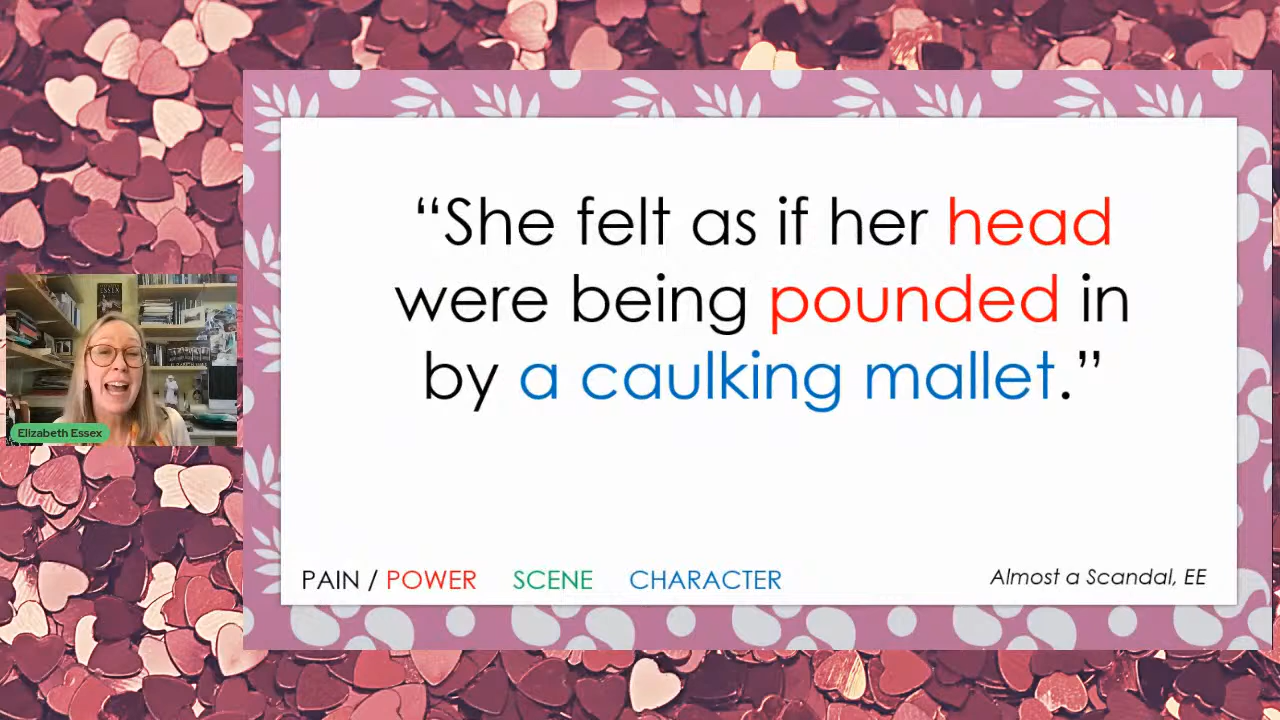 “She felt as if her head
were being pounded in
by a caulking mallet.”
PAIN / POWER SCENE CHARACTER
Almost a Scandal, EE
ESSEX
Elizabeth Essex